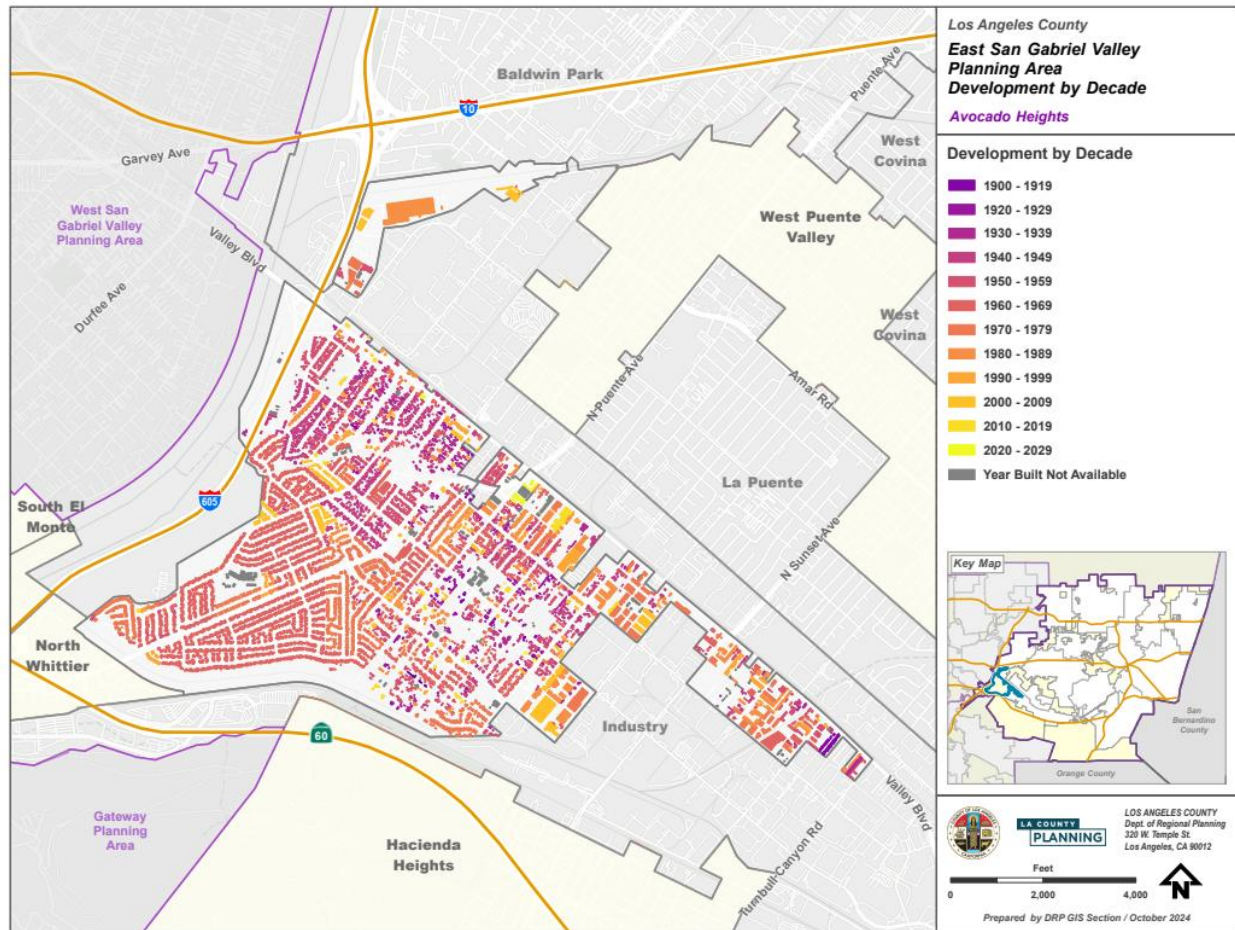 Los Angeles County
East San Gabriel Valley
Planning Area
Development by Decade
Avocado Heights
Development by Decade
1900 - 1919
1920 - 1929
1930 - 1939
1940 - 1949
1950 - 1959
1960 - 1969
1970 - 1979
1980 - 1989
1990 - 1999
2000 - 2009
2010 - 2019
2020 - 2029
Year Built Not Available
Baldwin Park
10
Puente Ave
West
Covina
Garvey Ave
West San
Gabriel Valley
Planning Area
Valley Blvd
West Puente
Valley
Durfee Ave
West
Covina
N Puente Ave
Amar Rd
La Puente
605
South El
Monte
N Sunset Ave
North
Whittier
Industry
60
Gateway
Planning
Area
Hacienda
Heights
Turnbull Canyon Rd
Valley Blvd
Key Map
San
Bernardino
County
Orange County
LA COUNTY
PLANNING
LOS ANGELES COUNTY
Dept. of Regional Planning
320 W. Temple St.
Los Angeles, CA 90012
Feet
0 2,000 4,000
N
Prepared by DRP GIS Section / October 2024